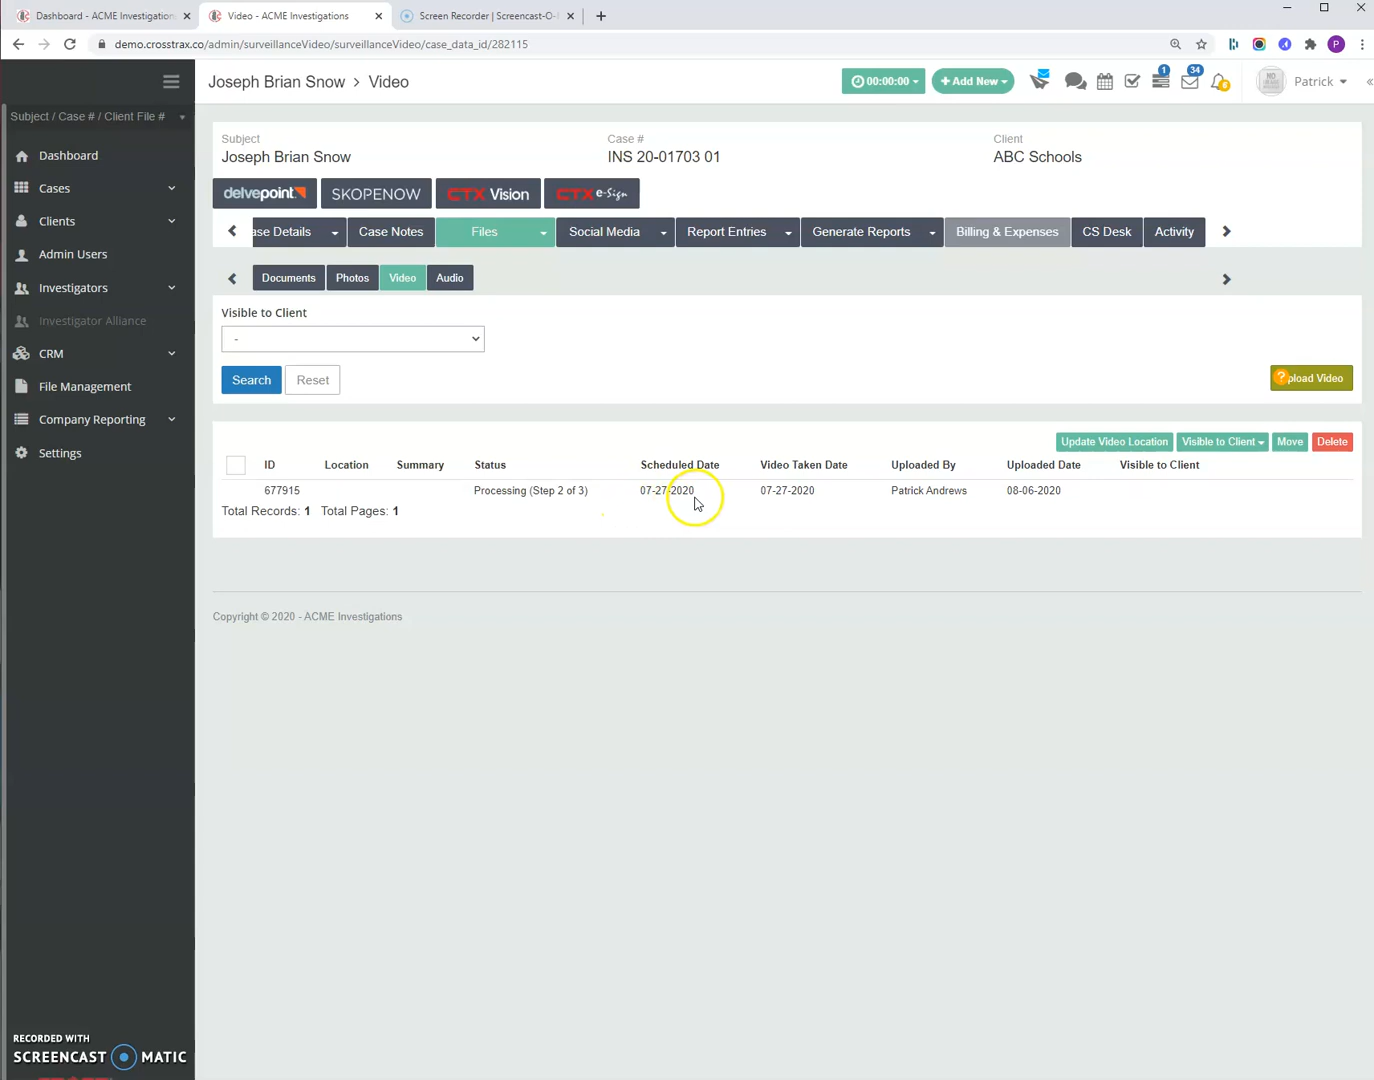 Dashboard - ACME Investigation
Video - ACME Investigations
Screen Recorder | Screencast-O-
demo.crosstrax.co/admin/surveillanceVideo/surveillanceVideo/case_data_id/282115
P
Joseph Brian Snow > Video
00:00:00
+ Add New
1
34
6
NO
Patrick
Subject / Case # / Client File #
Dashboard
Cases
Clients
Admin Users
Investigators
Investigator Alliance
CRM
File Management
Company Reporting
Settings
Subject
Joseph Brian Snow
Case #
INS 20-01703 01
Client
ABC Schools
delvepoint
SKOPENOW
CTX Vision
CTX e-Sign
ase Details
Case Notes
Files
Social Media
Report Entries
Generate Reports
Billing & Expenses
CS Desk
Activity
Documents
Photos
Video
Audio
Visible to Client
-
Search
Reset
?pload Video
Update Video Location
Visible to Client
Move
Delete
ID Location Summary Status Scheduled Date Video Taken Date Uploaded By Uploaded Date Visible to Client
677915 Processing (Step 2 of 3) 07-27-2020 07-27-2020 Patrick Andrews 08-06-2020
Total Records: 1 Total Pages: 1
Copyright © 2020 - ACME Investigations
RECORDED WITH
SCREENCAST MATIC